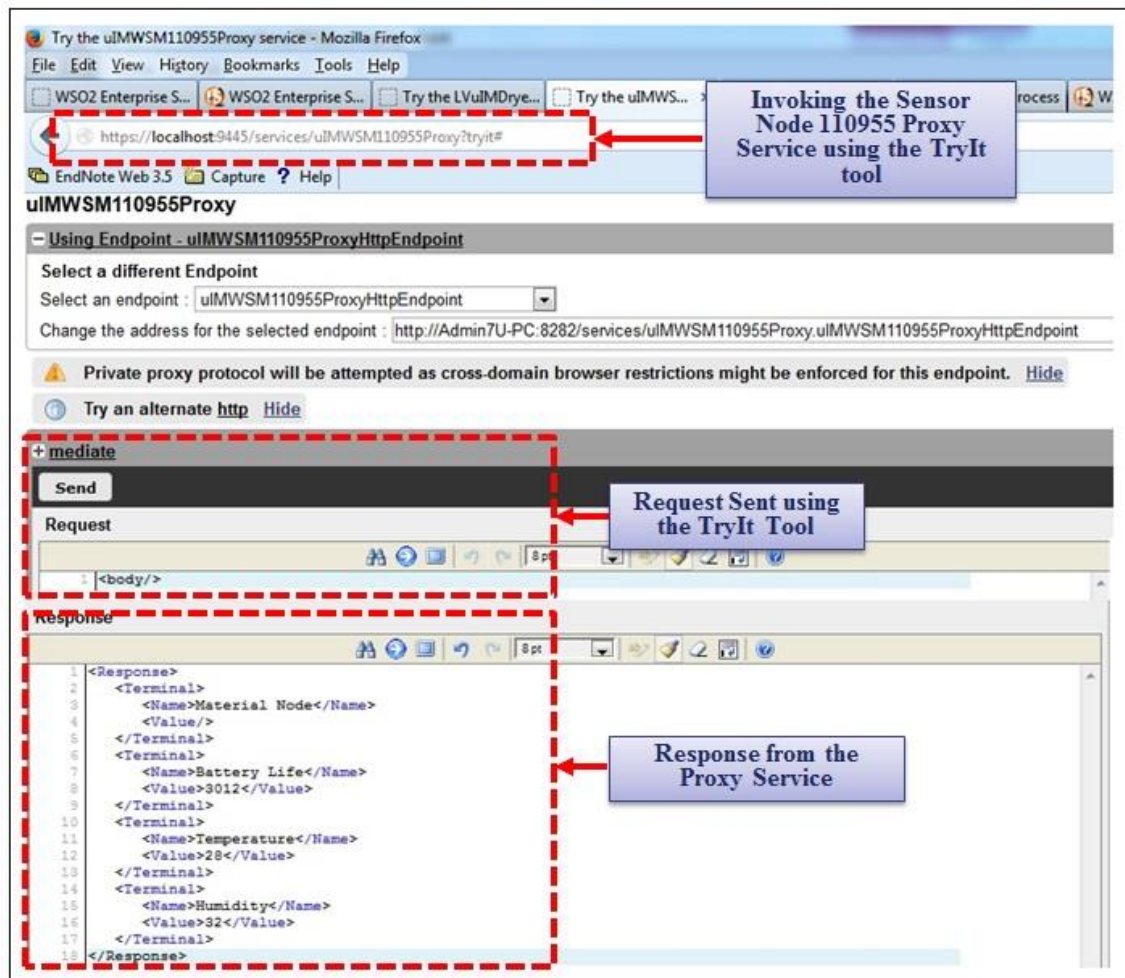 Try the uIMWSM110955Proxy service - Mozilla Firefox
File Edit View History Bookmarks Tools Help
WSO2 Enterprise S... WSO2 Enterprise S... Try the LVuIMDrye... Try the uIMWS... rocess W
https://localhost:9445/services/uIMWSM110955Proxy?tryit#
Invoking the Sensor
Node 110955 Proxy
Service using the TryIt
tool
EndNote Web 3.5 Capture ? Help
uIMWSM110955Proxy
Using Endpoint - uIMWSM110955ProxyHttpEndpoint
Select a different Endpoint
Select an endpoint : uIMWSM110955ProxyHttpEndpoint
Change the address for the selected endpoint : http://Admin7U-PC:8282/services/uIMWSM110955Proxy.uIMWSM110955ProxyHttpEndpoint
Private proxy protocol will be attempted as cross-domain browser restrictions might be enforced for this endpoint. Hide
Try an alternate http Hide
mediate
Send
Request Sent using
the TryIt Tool
Request
8 pt
1 <body/>
Response
8 pt
1 <Response>
2 <Terminal>
3 <Name>Material Node</Name>
4 <Value/>
5 </Terminal>
6 <Terminal>
7 <Name>Battery Life</Name>
8 <Value>3012</Value>
9 </Terminal>
10 <Terminal>
11 <Name>Temperature</Name>
12 <Value>28</Value>
13 </Terminal>
14 <Terminal>
15 <Name>Humidity</Name>
16 <Value>32</Value>
17 </Terminal>
18 </Response>
Response from the
Proxy Service